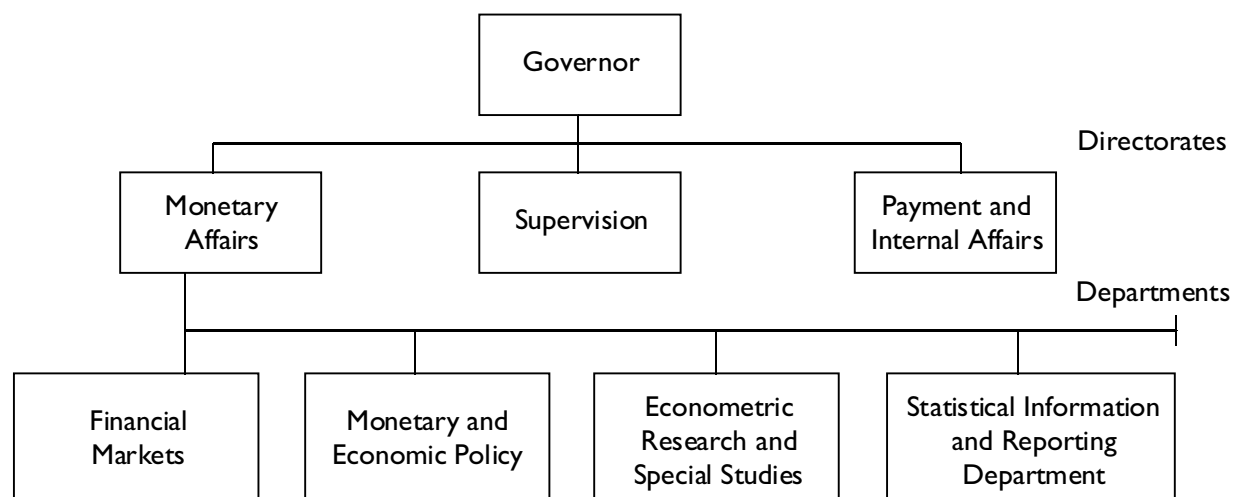 Governor
Directorates
Monetary
Affairs
Supervision
Payment and
Internal Affairs
Departments
Financial
Markets
Monetary and
Economic Policy
Econometric
Research and
Special Studies
Statistical Information
and Reporting
Department